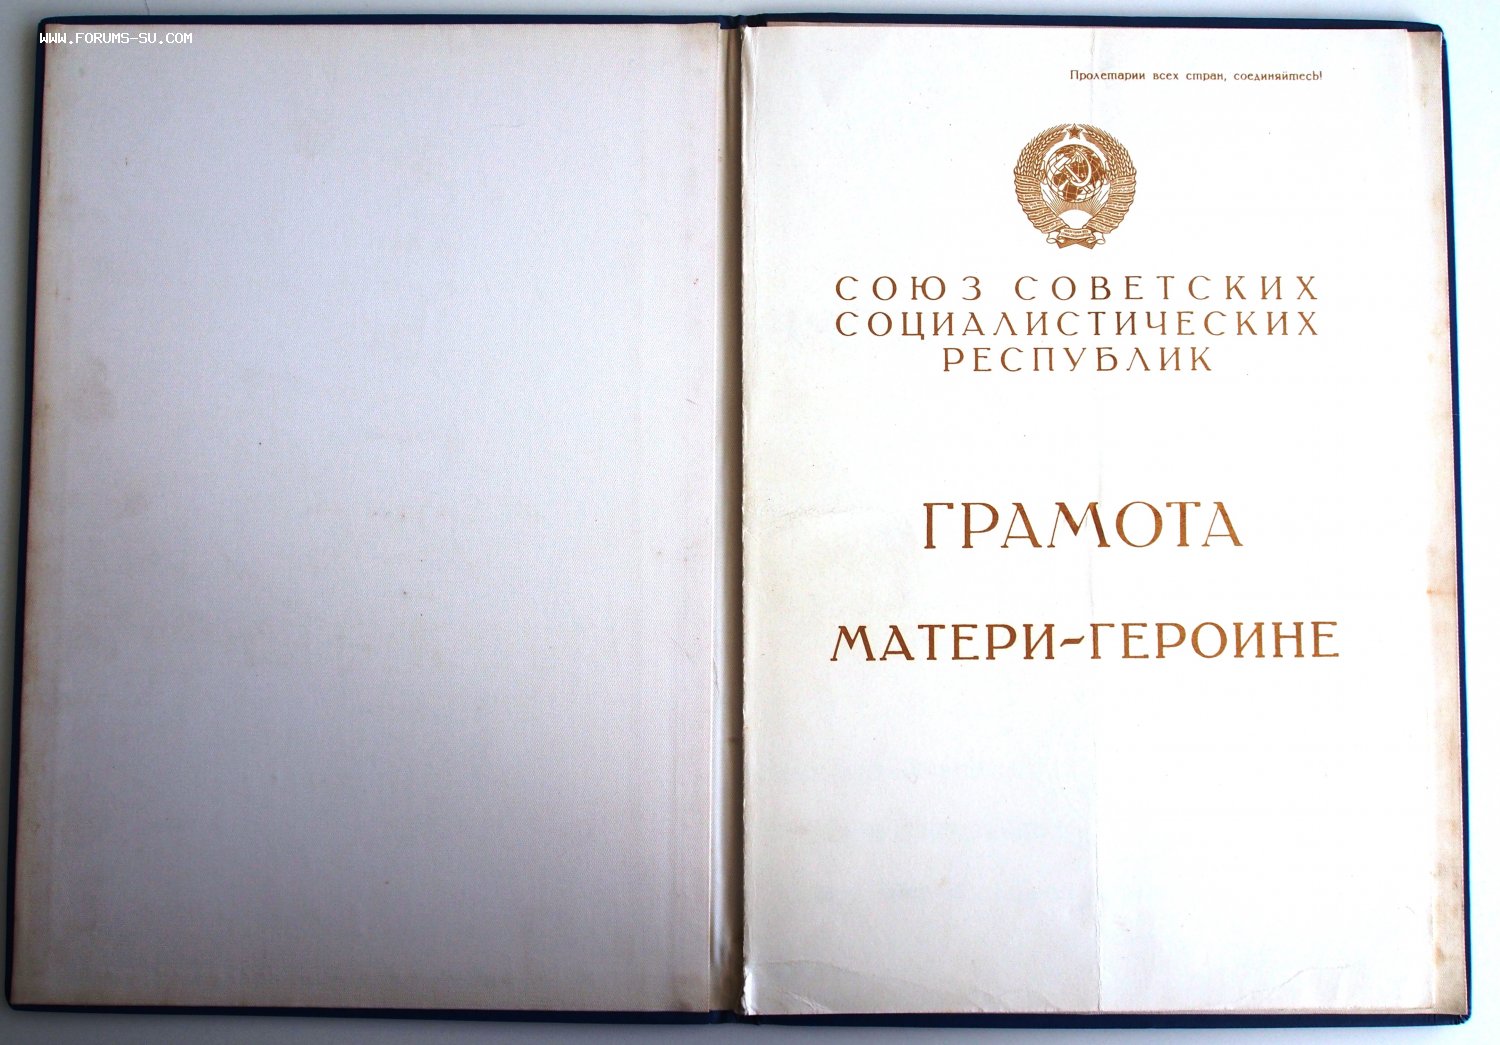 WWW.FORUMS-SU.COM
Пролетарии всех стран, соединяйтесь!
СОЮЗ СОВЕТСКИХ
СОЦИАЛИСТИЧЕСКИХ
РЕСПУБЛИК
ГРАМОТА
МАТЕРИ-ГЕРОИНЕ